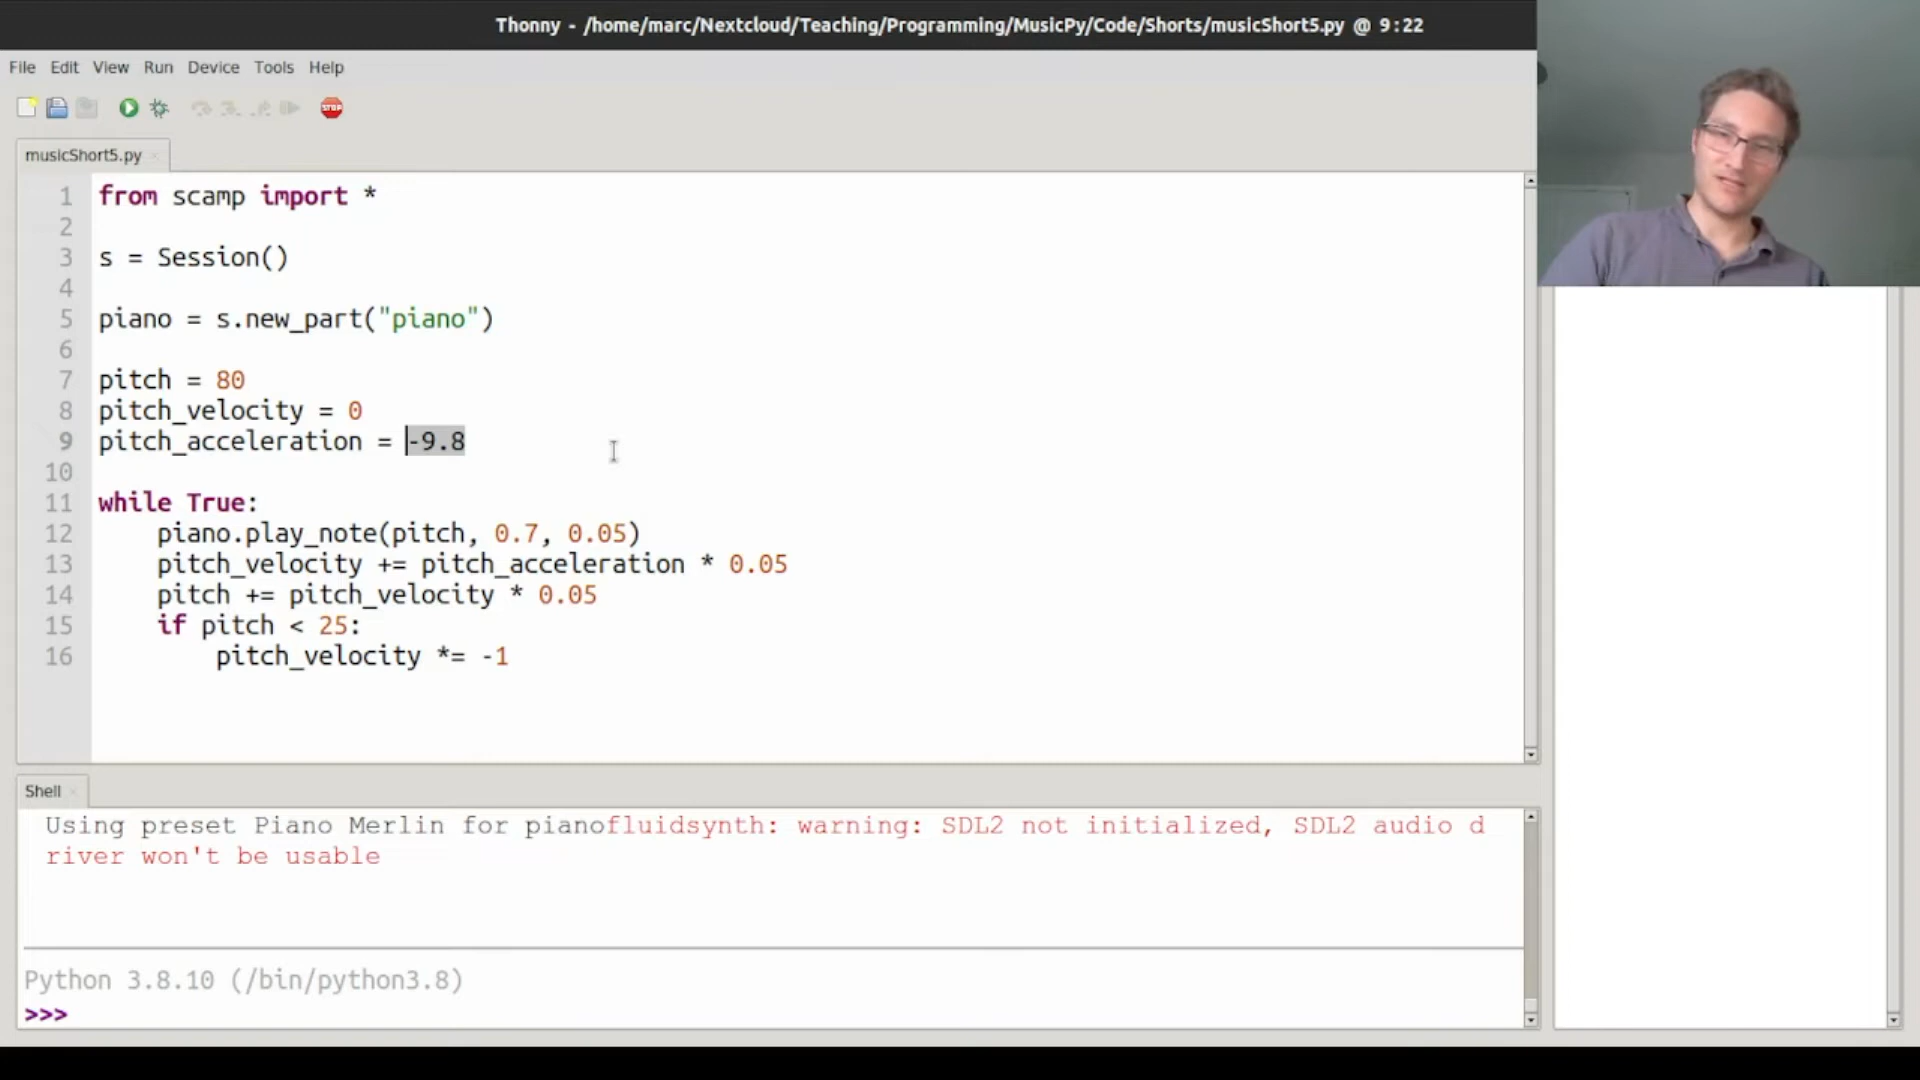 Thonny - /home/marc/Nextcloud/Teaching/Programming/MusicPy/Code/Shorts/musicShort5.py @ 9:22
File Edit View Run Device Tools Help
STOP
musicShort5.py
1 from scamp import *
2
3 s = Session()
4
5 piano = s.new_part("piano")
6
7 pitch = 80
8 pitch_velocity = 0
9 pitch_acceleration = -9.8
10
11 while True:
12     piano.play_note(pitch, 0.7, 0.05)
13     pitch_velocity += pitch_acceleration * 0.05
14     pitch += pitch_velocity * 0.05
15     if pitch < 25:
16         pitch_velocity *= -1
Shell
Using preset Piano Merlin for pianofluidsynth: warning: SDL2 not initialized, SDL2 audio d
river won't be usable
Python 3.8.10 (/bin/python3.8)
>>>